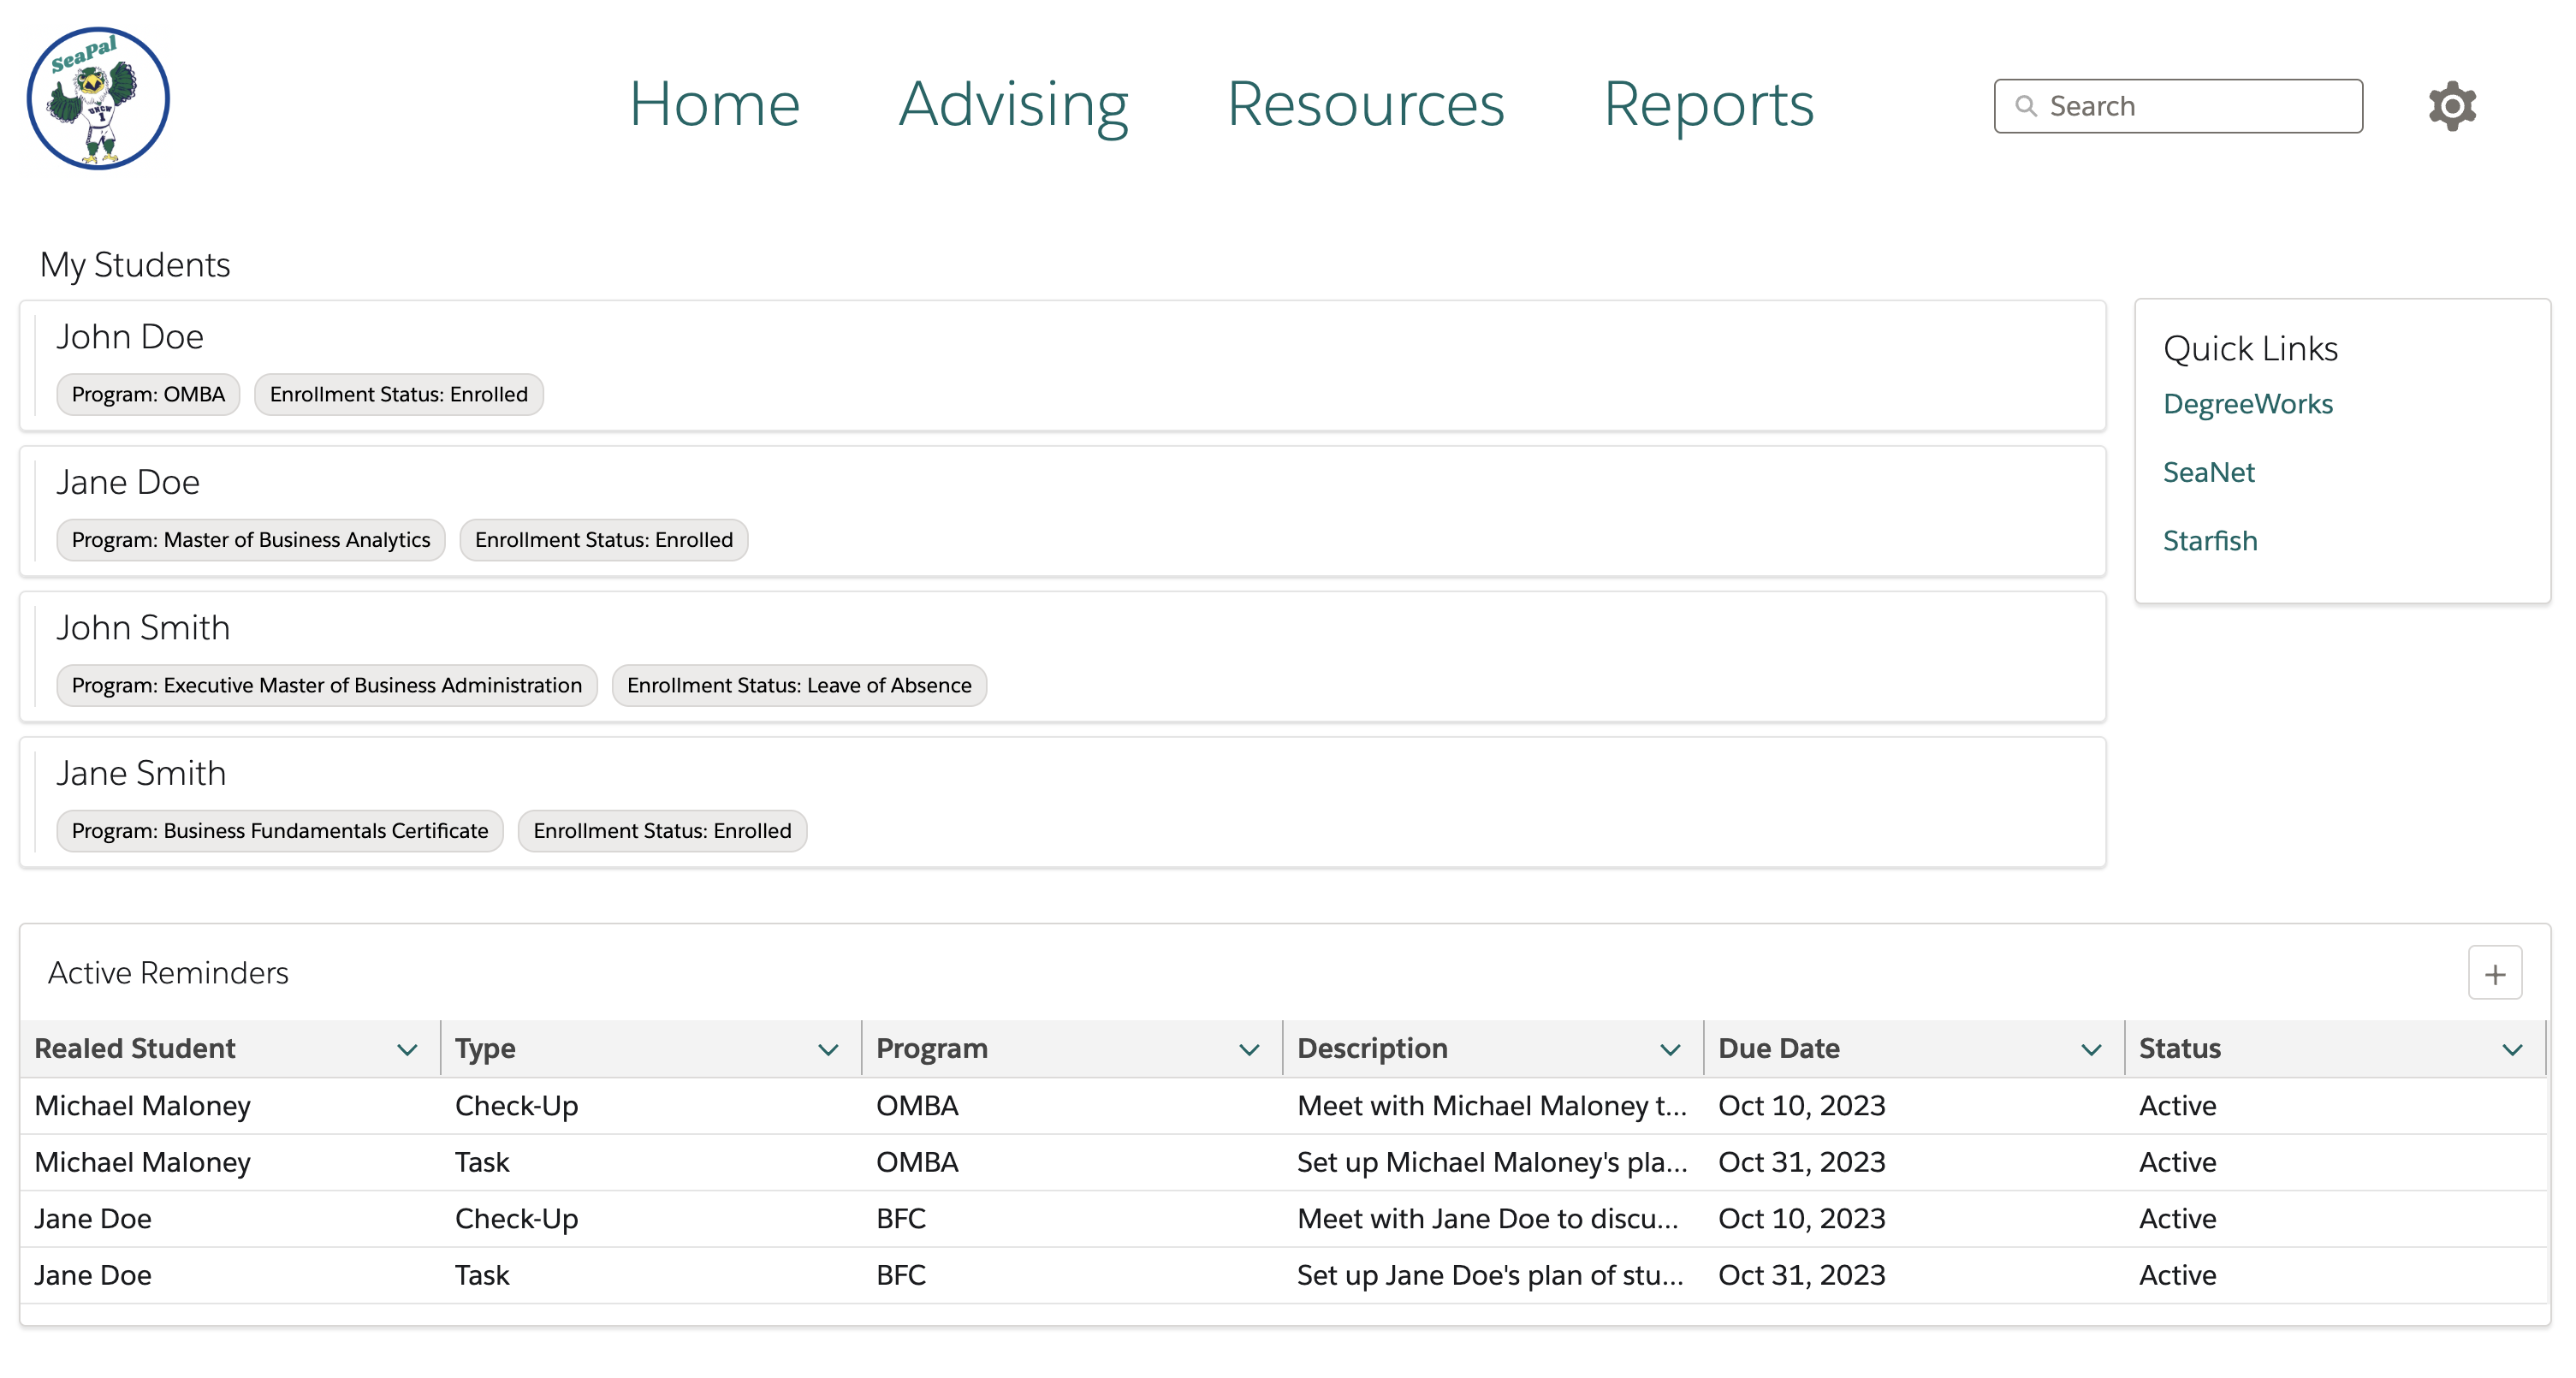 SeaPal
UNCW
1
Home Advising Resources Reports
Search
My Students
John Doe
Program: OMBA Enrollment Status: Enrolled
Jane Doe
Program: Master of Business Analytics Enrollment Status: Enrolled
John Smith
Program: Executive Master of Business Administration Enrollment Status: Leave of Absence
Jane Smith
Program: Business Fundamentals Certificate Enrollment Status: Enrolled
Quick Links
DegreeWorks
SeaNet
Starfish
Active Reminders
Realed Student Type Program Description Due Date Status
Michael Maloney Check-Up OMBA Meet with Michael Maloney t... Oct 10, 2023 Active
Michael Maloney Task OMBA Set up Michael Maloney's pla... Oct 31, 2023 Active
Jane Doe Check-Up BFC Meet with Jane Doe to discu... Oct 10, 2023 Active
Jane Doe Task BFC Set up Jane Doe's plan of stu... Oct 31, 2023 Active